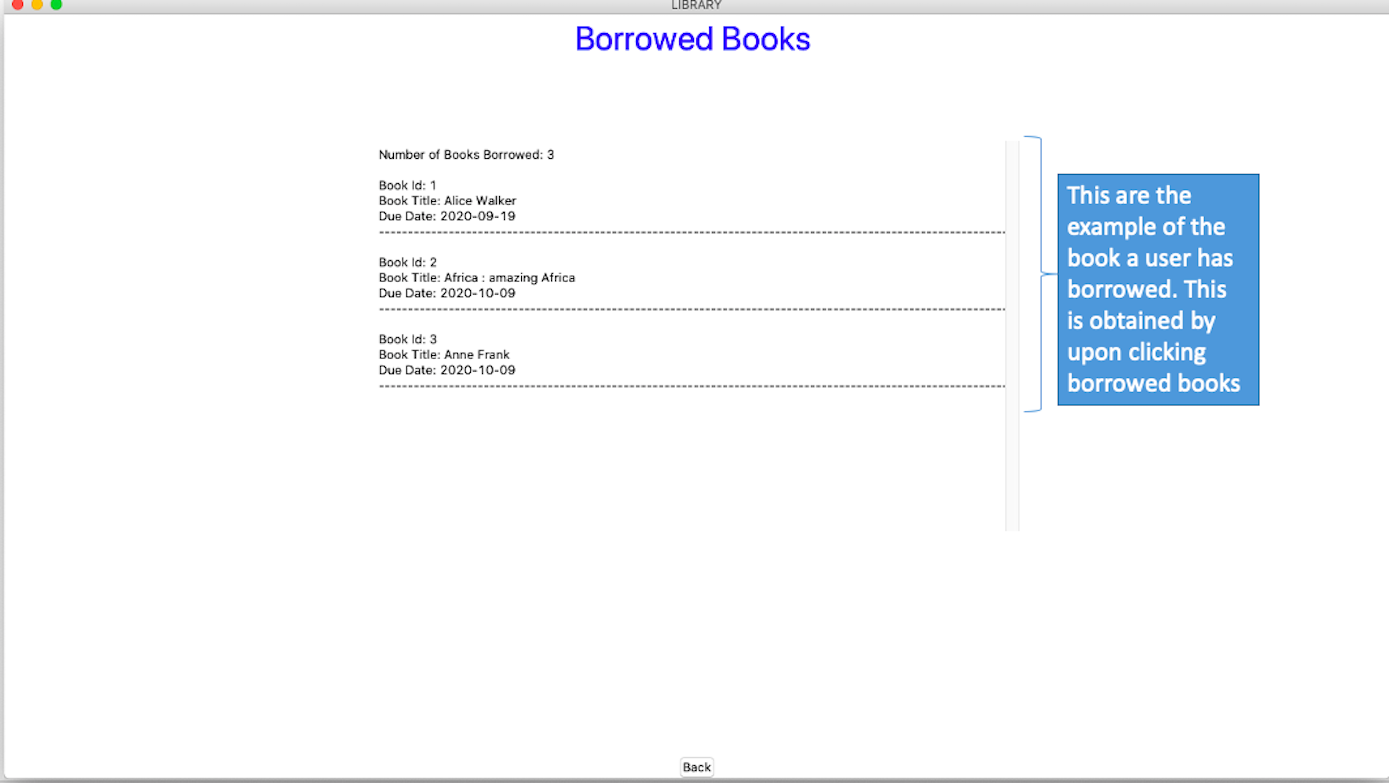 LIBRARY
Borrowed Books
Number of Books Borrowed: 3
Book Id: 1
Book Title: Alice Walker
Due Date: 2020-09-19
Book Id: 2
Book Title: Africa : amazing Africa
Due Date: 2020-10-09
Book Id: 3
Book Title: Anne Frank
Due Date: 2020-10-09
This are the
example of the
book a user has
borrowed. This
is obtained by
upon clicking
borrowed books
Back